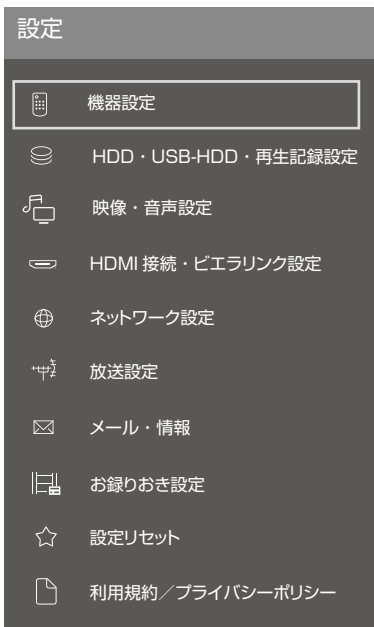 設定
機器設定
HDD・USB-HDD・再生記録設定
映像・音声設定
HDMI 接続・ビエラリンク設定
ネットワーク設定
放送設定
メール・情報
お録りおき設定
設定リセット
利用規約／プライバシーポリシー